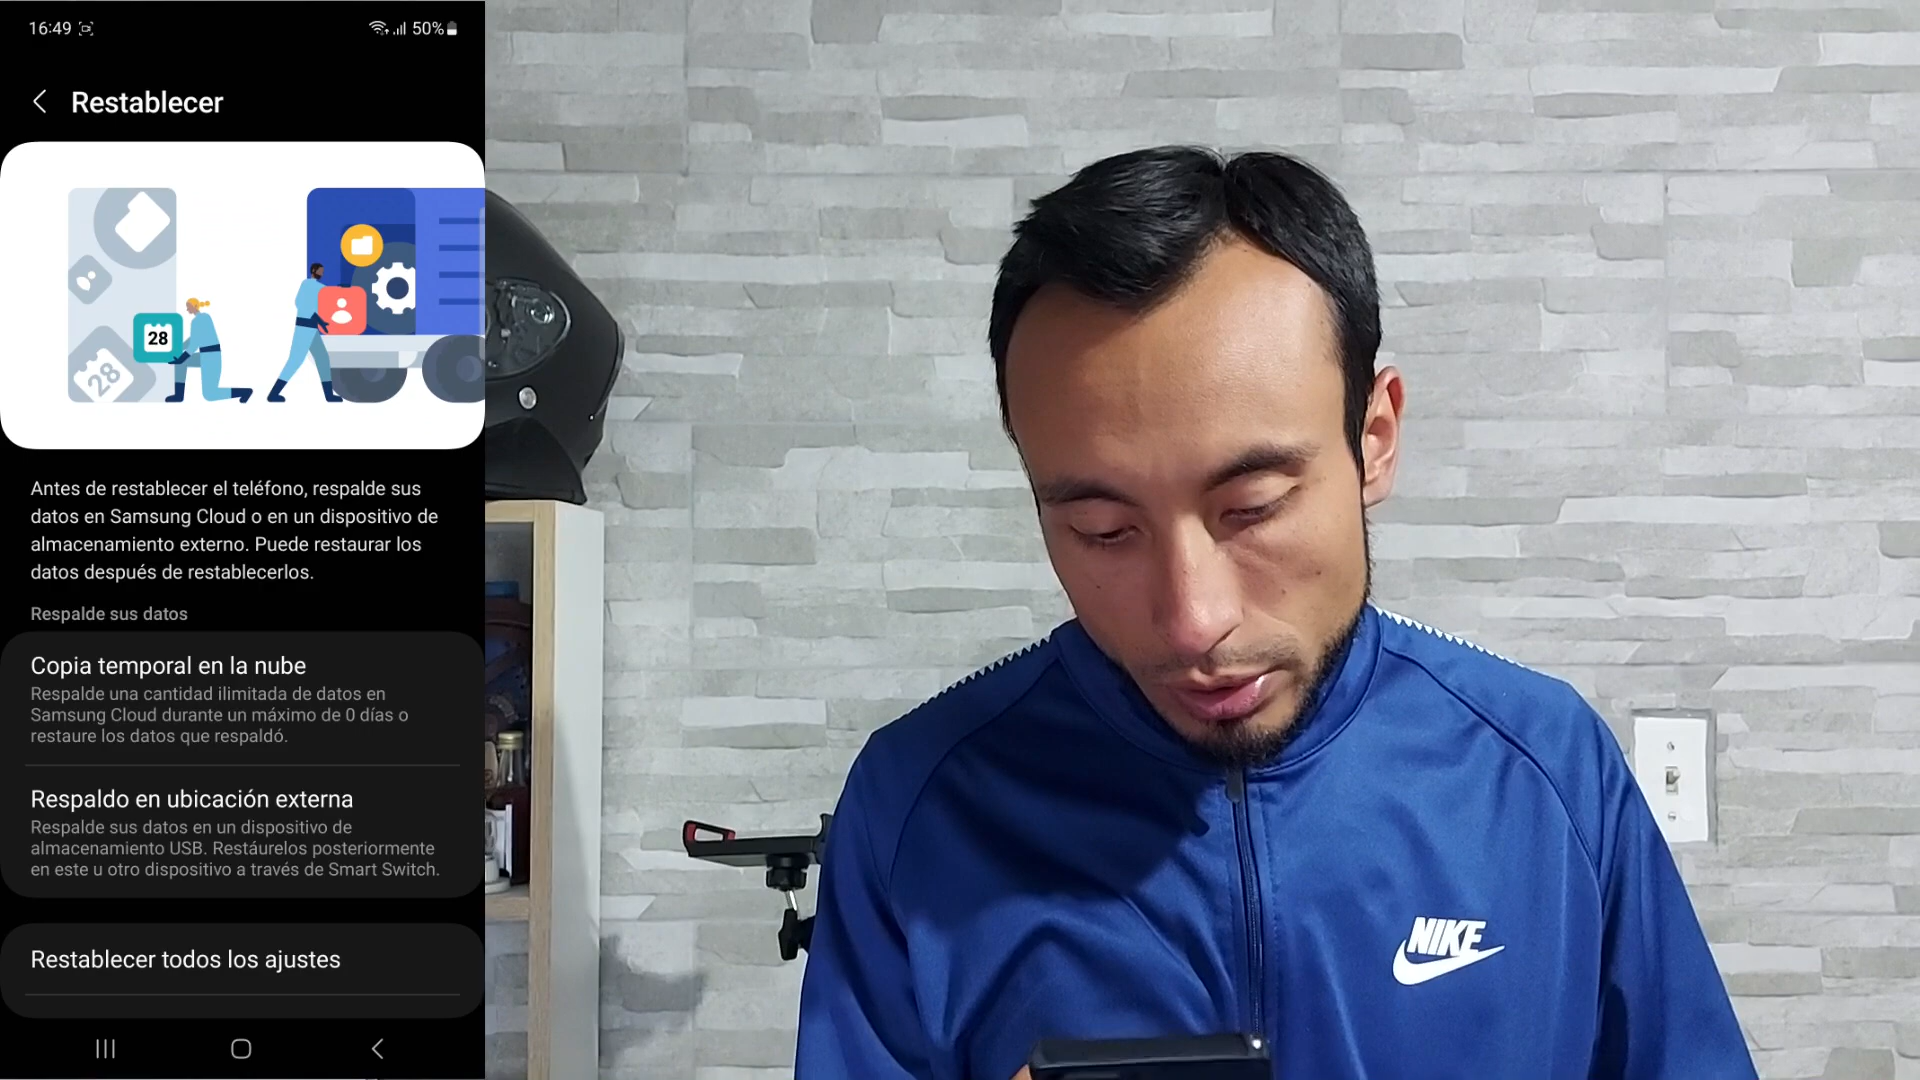 16:49
50%
Restablecer
28
28
Antes de restablecer el teléfono, respalde sus
datos en Samsung Cloud o en un dispositivo de
almacenamiento externo. Puede restaurar los
datos después de restablecerlos.
Respalde sus datos
Copia temporal en la nube
Respalde una cantidad ilimitada de datos en
Samsung Cloud durante un máximo de 0 días o
restaure los datos que respaldó.
Respaldo en ubicación externa
Respalde sus datos en un dispositivo de
almacenamiento USB. Restáurelos posteriormente
en este u otro dispositivo a través de Smart Switch.
Restablecer todos los ajustes
NIKE